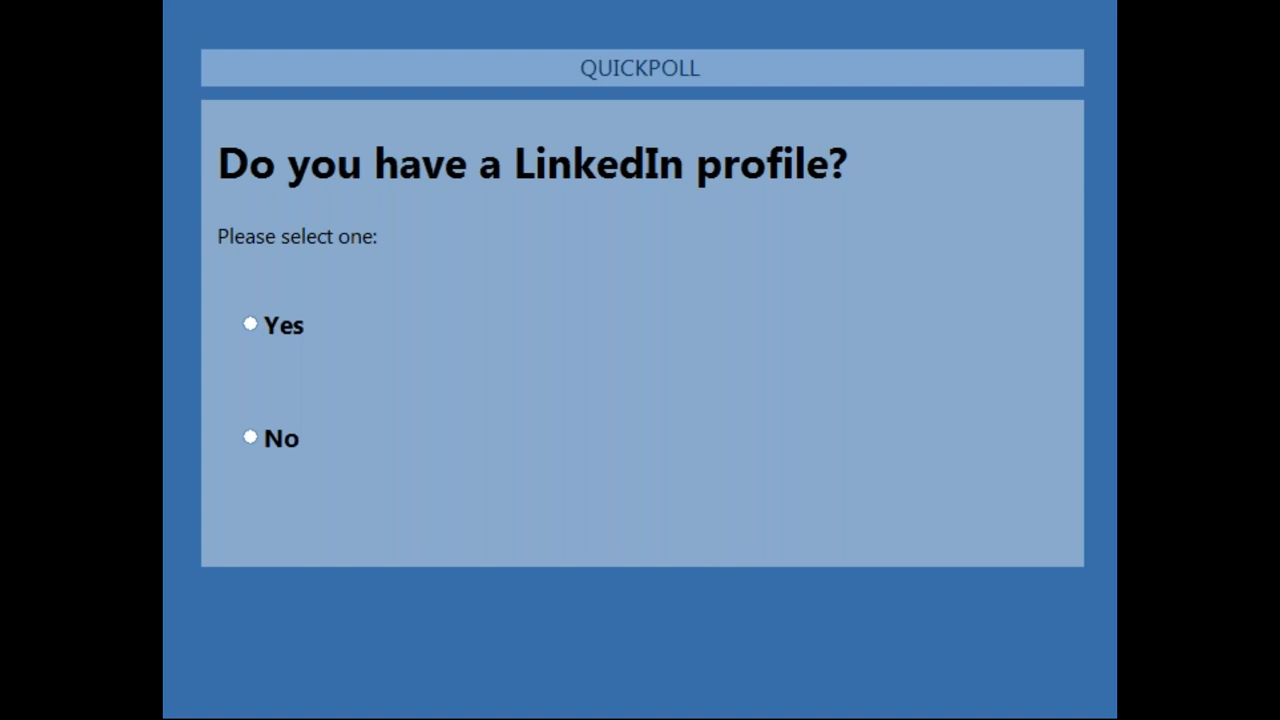 QUICKPOLL
Do you have a LinkedIn profile?
Please select one:
Yes
No